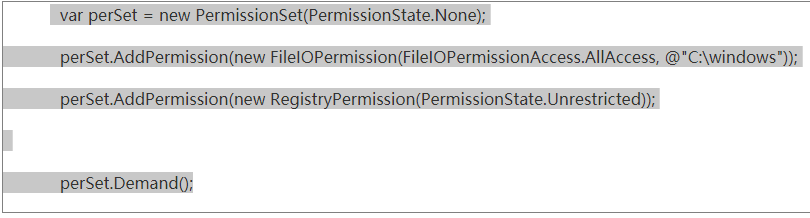 var perSet = new PermissionSet(PermissionState.None);
perSet.AddPermission(new FileIOPermission(FileIOPermissionAccess.AllAccess, @"C:\windows"));
perSet.AddPermission(new RegistryPermission(PermissionState.Unrestricted));
perSet.Demand();